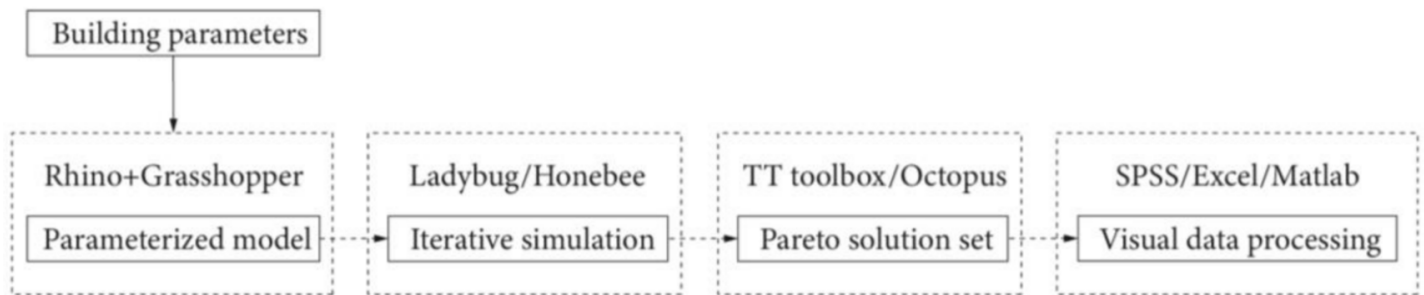 Building parameters
Rhino+Grasshopper
Parameterized model
Ladybug/Honebee
Iterative simulation
TT toolbox/Octopus
Pareto solution set
SPSS/Excel/Matlab
Visual data processing